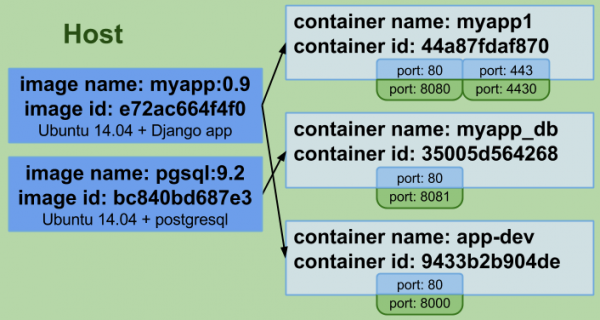 Host
image name: myapp:0.9
image id: e72ac664f4f0
Ubuntu 14.04 + Django app
image name: pgsql:9.2
image id: bc840bd687e3
Ubuntu 14.04 + postgresql
container name: myapp1
container id: 44a87fdaf870
port: 80 port: 443
port: 8080 port: 4430
container name: myapp_db
container id: 35005d564268
port: 80
port: 8081
container name: app-dev
container id: 9433b2b904de
port: 80
port: 8000